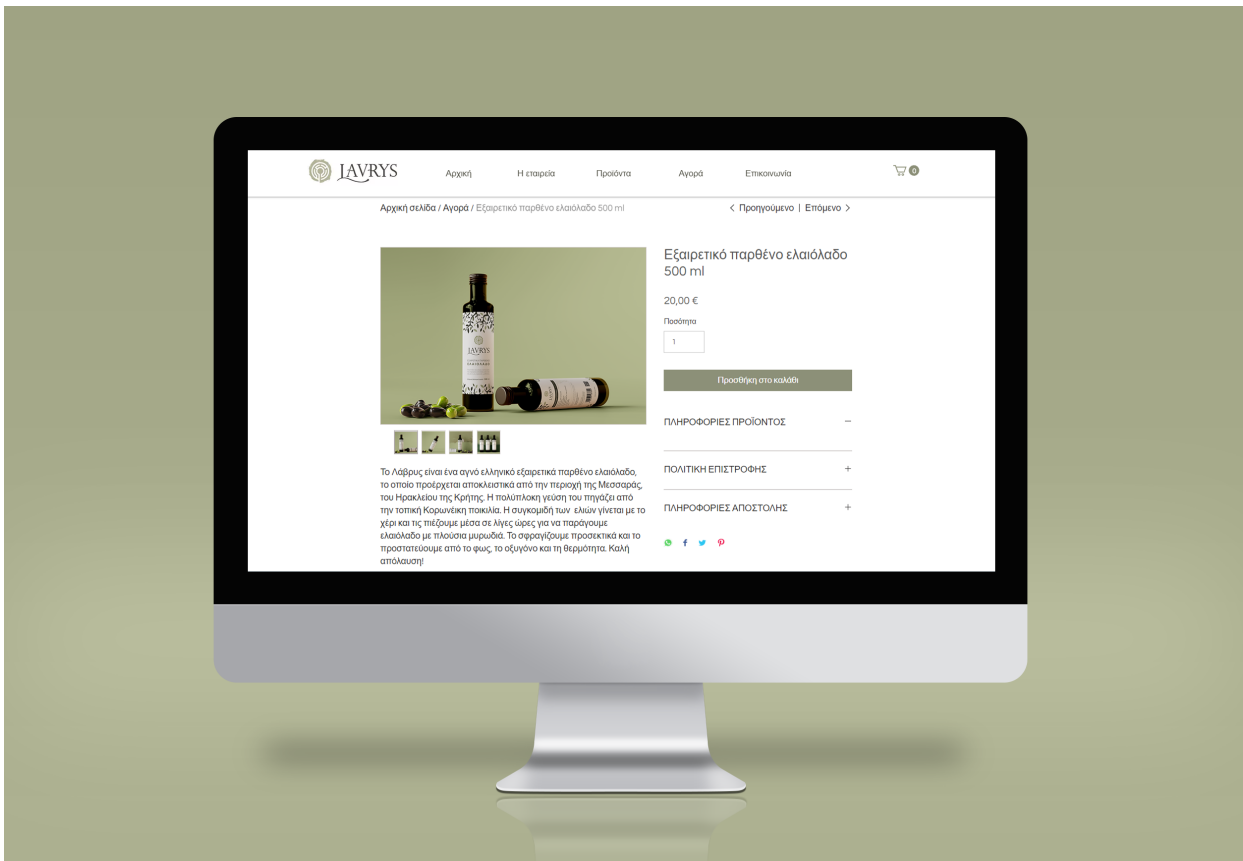 LAVRYS
Αρχική Η εταιρεία Προϊόντα Αγορά Επικοινωνία 0
Αρχική σελίδα / Αγορά / Εξαιρετικό παρθένο ελαιόλαδο 500 ml
< Προηγούμενο | Επόμενο >
LAVRYS
Το Λάβρυς είναι ένα αγνό ελληνικό εξαιρετικά παρθένο ελαιόλαδο,
το οποίο προέρχεται αποκλειστικά από την περιοχή της Μεσσαράς,
του Ηρακλείου της Κρήτης. Η πολύπλοκη γεύση του πηγάζει από
την τοπική Κορωνέικη ποικιλία. Η συγκομιδή των ελιών γίνεται με το
χέρι και τις πιέζουμε μέσα σε λίγες ώρες για να παράγουμε
ελαιόλαδο με πλούσια μυρωδιά. Το σφραγίζουμε προσεκτικά και το
προστατεύουμε από το φως, το οξυγόνο και τη θερμότητα. Καλή
απόλαυση!
Εξαιρετικό παρθένο ελαιόλαδο
500 ml
20,00 €
Ποσότητα
1
Προσθήκη στο καλάθι
ΠΛΗΡΟΦΟΡΙΕΣ ΠΡΟΪΟΝΤΟΣ −
ΠΟΛΙΤΙΚΗ ΕΠΙΣΤΡΟΦΗΣ +
ΠΛΗΡΟΦΟΡΙΕΣ ΑΠΟΣΤΟΛΗΣ +